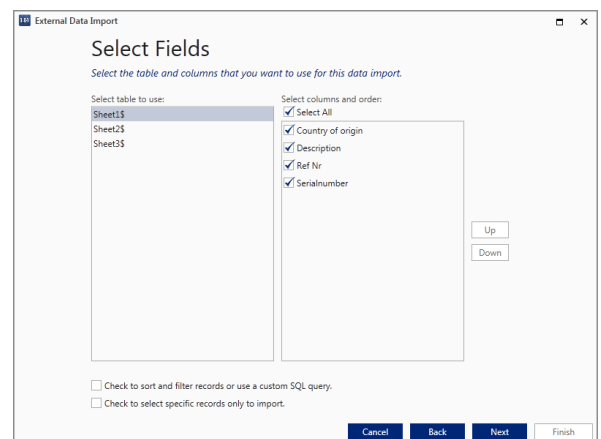 External Data Import
Select Fields
Select the table and columns that you want to use for this data import.
Select table to use:
Sheet1$
Sheet2$
Sheet3$
Select columns and order:
Select All
Country of origin
Description
Ref Nr
Serialnumber
Up
Down
Check to sort and filter records or use a custom SQL query.
Check to select specific records only to import.
Cancel Back Next Finish